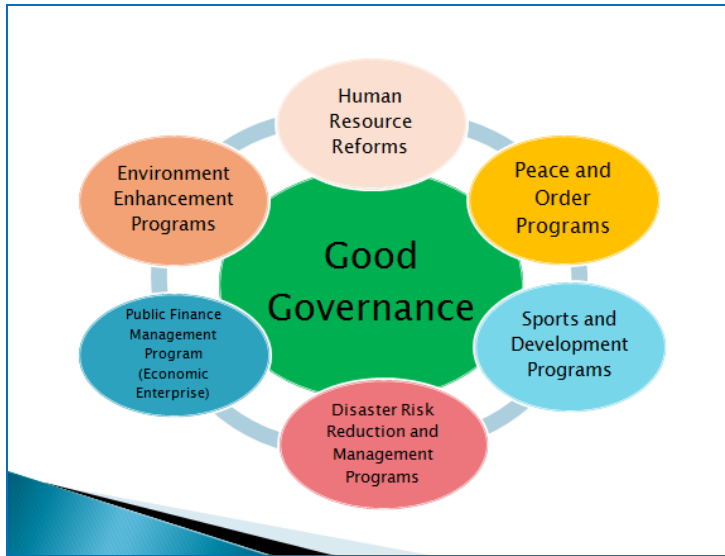 Human
Resource
Reforms
Peace and
Order
Programs
Sports and
Development
Programs
Disaster Risk
Reduction and
Management
Programs
Public Finance
Management
Program
(Economic
Enterprise)
Environment
Enhancement
Programs
Good
Governance